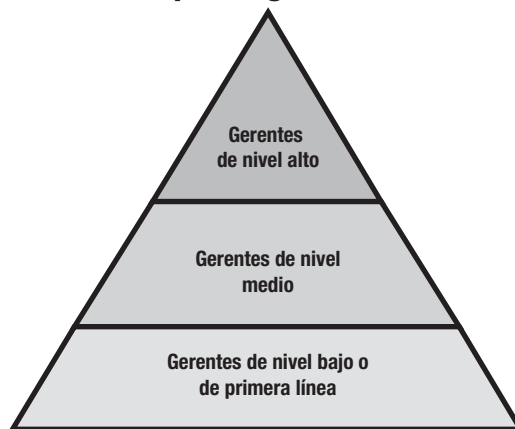 Gerentes
de nivel alto
Gerentes de nivel
medio
Gerentes de nivel bajo o
de primera línea